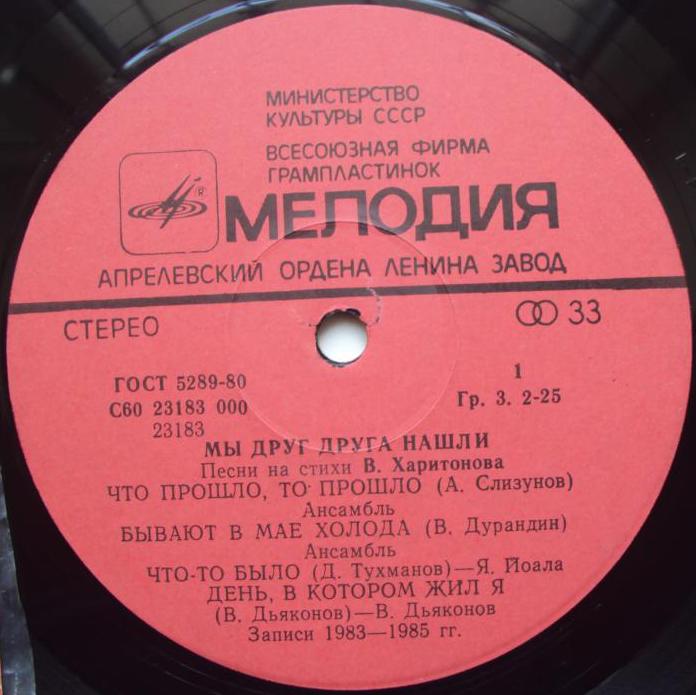 МИНИСТЕРСТВО
КУЛЬТУРЫ СССР
ВСЕСОЮЗНАЯ ФИРМА
ГРАМПЛАСТИНОК
®
МЕЛОДИЯ
АПРЕЛЕВСКИЙ ОРДЕНА ЛЕНИНА ЗАВОД
СТЕРЕО
33
ГОСТ 5289-80
1
С60 23183 000
Гр. 3. 2-25
23183
МЫ ДРУГ ДРУГА НАШЛИ
Песни на стихи В. Харитонова
ЧТО ПРОШЛО, ТО ПРОШЛО (А. Слизунов)
Ансамбль
БЫВАЮТ В МАЕ ХОЛОДА (В. Дурандин)
Ансамбль
ЧТО-ТО БЫЛО (Д. Тухманов)—Я. Йоала
ДЕНЬ, В КОТОРОМ ЖИЛ Я
(В. Дьяконов)—В. Дьяконов
Записи 1983—1985 гг.